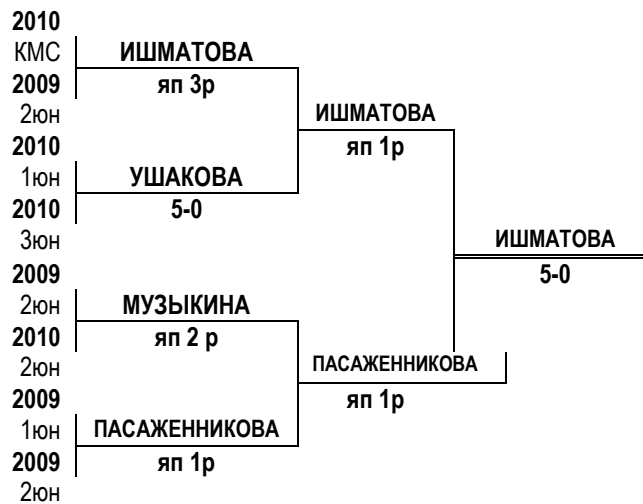 2010
КМС
ИШМАТОВА
2009
яп 3р
2юн
ИШМАТОВА
2010
яп 1р
1юн
УШАКОВА
2010
5-0
3юн
ИШМАТОВА
2009
5-0
2юн
МУЗЫКИНА
2010
яп 2 р
2юн
ПАСАЖЕННИКОВА
2009
яп 1р
1юн
ПАСАЖЕННИКОВА
2009
яп 1р
2юн